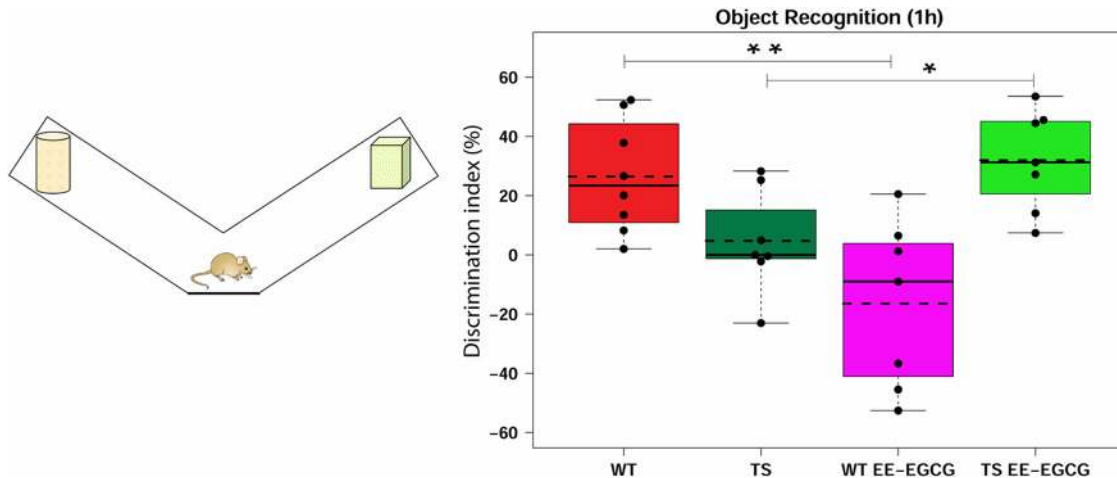 Object Recognition (1h)
* *
*
Discrimination index (%)
60
40
20
0
−20
−40
−60
WT
TS
WT EE−EGCG
TS EE−EGCG